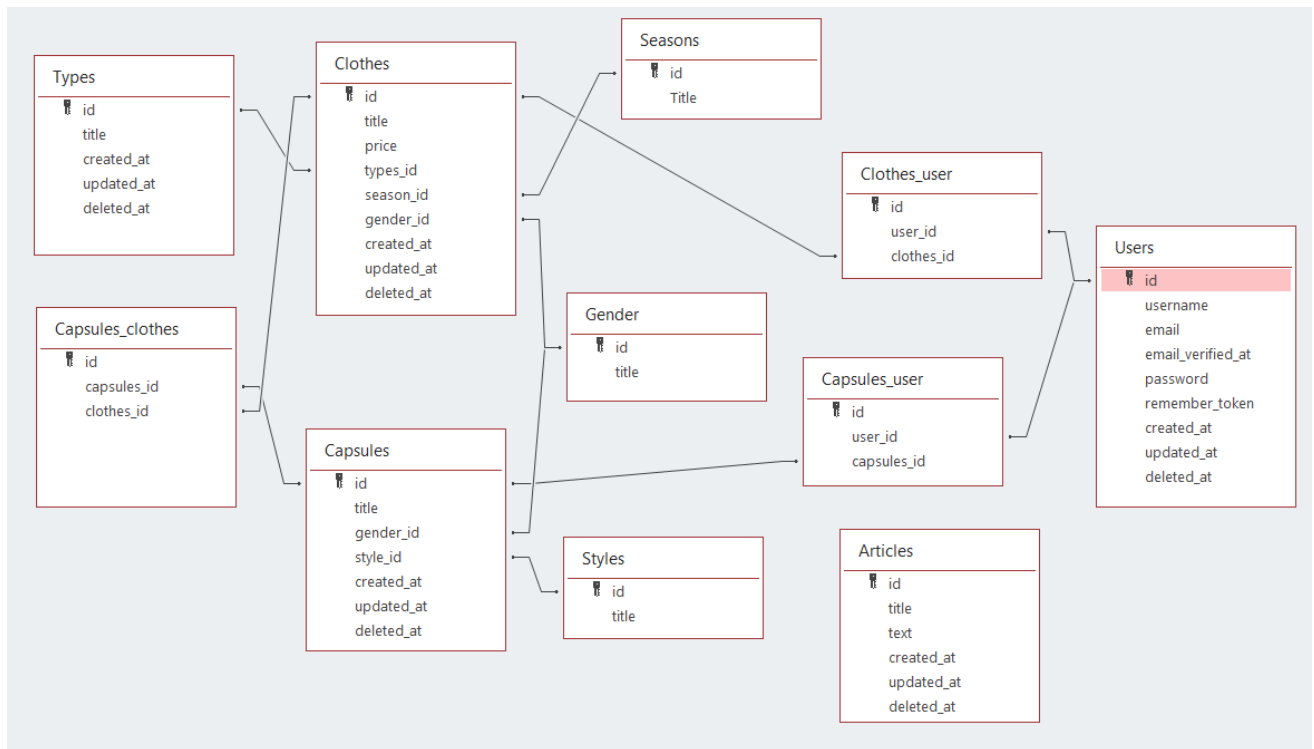 Types
id
title
created_at
updated_at
deleted_at
Clothes
id
title
price
types_id
season_id
gender_id
created_at
updated_at
deleted_at
Seasons
id
Title
Clothes_user
id
user_id
clothes_id
Users
id
username
email
email_verified_at
password
remember_token
created_at
updated_at
deleted_at
Capsules_clothes
id
capsules_id
clothes_id
Gender
id
title
Capsules_user
id
user_id
capsules_id
Capsules
id
title
gender_id
style_id
created_at
updated_at
deleted_at
Styles
id
title
Articles
id
title
text
created_at
updated_at
deleted_at